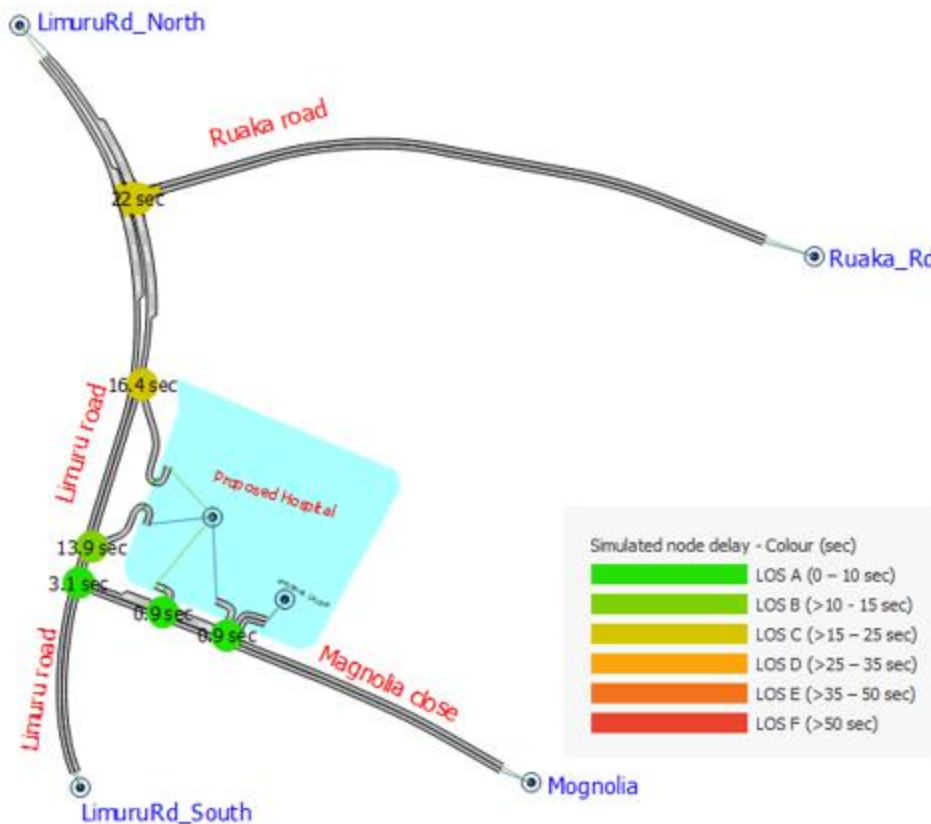 LimuruRd_North
Ruaka road
22 sec
Ruaka_Rd
16.4 sec
Limuru road
Proposed Hospital
13.9 sec
3.1 sec
0.9 sec
0.9 sec
Limuru road
Magnolia close
Mognolia
LimuruRd_South
Simulated node delay - Colour (sec)
LOS A (0 – 10 sec)
LOS B (>10 - 15 sec)
LOS C (>15 – 25 sec)
LOS D (>25 – 35 sec)
LOS E (>35 – 50 sec)
LOS F (>50 sec)